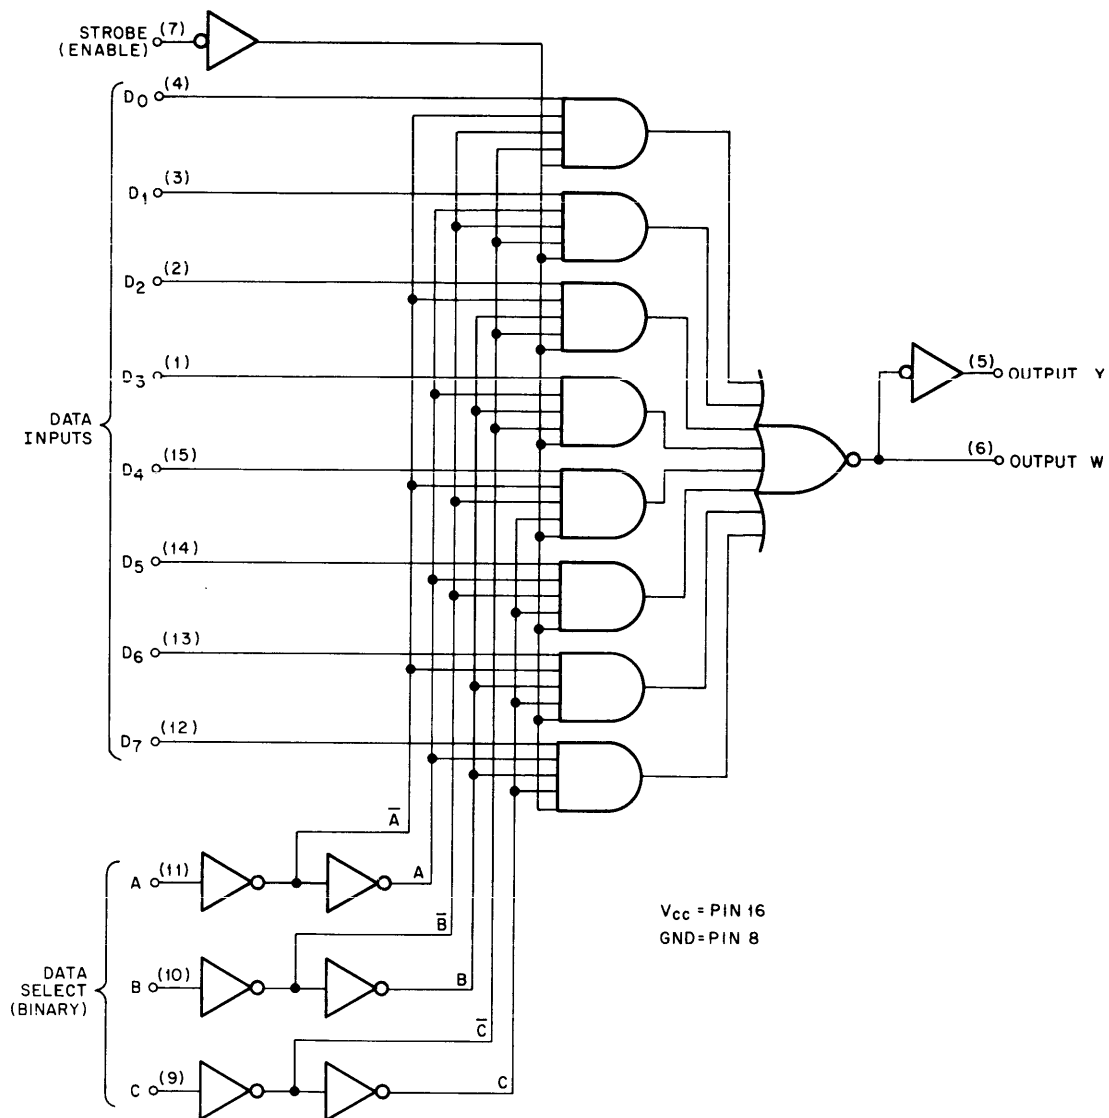 STROBE (7)
(ENABLE)
D0 (4)
D1 (3)
D2 (2)
D3 (1)
DATA
INPUTS
D4 (15)
D5 (14)
D6 (13)
D7 (12)
(5) OUTPUT Y
(6) OUTPUT W
A̅
A (11)
A
B̅
DATA
SELECT
(BINARY)
B (10)
B
C̅
C (9)
C
VCC = PIN 16
GND = PIN 8